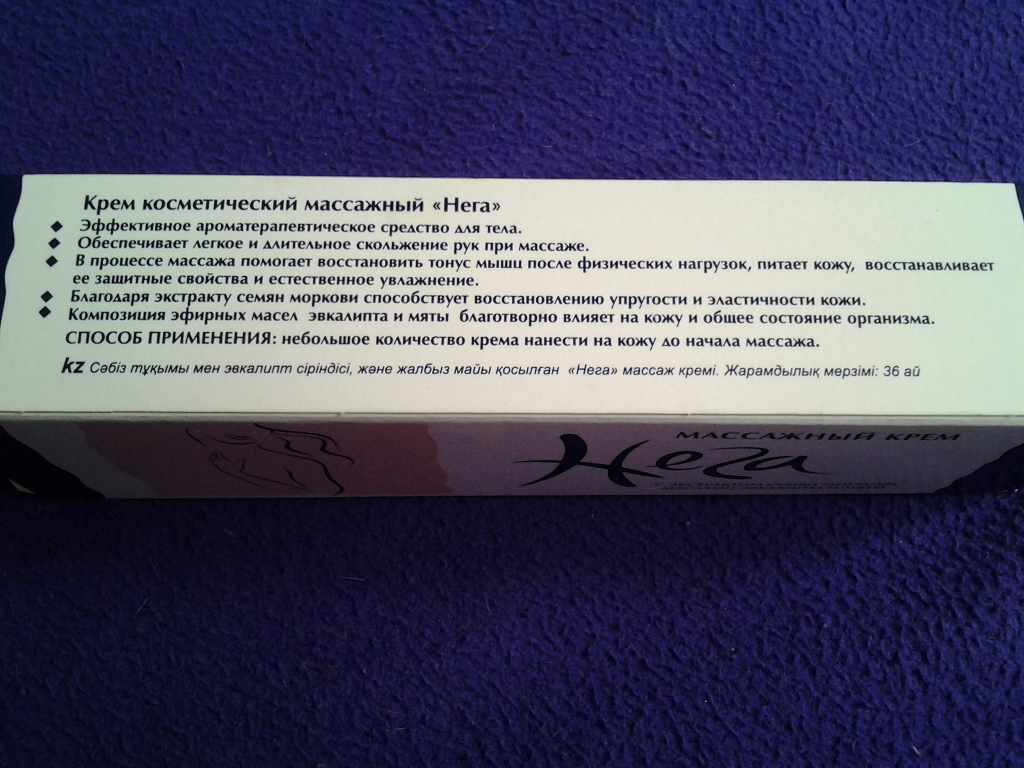 Крем косметический массажный «Нега»
◆ Эффективное ароматерапевтическое средство для тела.
◆ Обеспечивает легкое и длительное скольжение рук при массаже.
◆ В процессе массажа помогает восстановить тонус мышц после физических нагрузок, питает кожу, восстанавливает
ее защитные свойства и естественное увлажнение.
◆ Благодаря экстракту семян моркови способствует восстановлению упругости и эластичности кожи.
◆ Композиция эфирных масел эвкалипта и мяты благотворно влияет на кожу и общее состояние организма.
СПОСОБ ПРИМЕНЕНИЯ: небольшое количество крема нанести на кожу до начала массажа.
kz Сәбіз тұқымы мен эвкалипт сіріндісі, және жалбыз майы қосылған «Нега» массаж кремі. Жарамдылық мерзімі: 36 ай
МАССАЖНЫЙ КРЕМ
Нега
С ЭКСТРАКТОМ СЕМЯН МОРКОВИ,